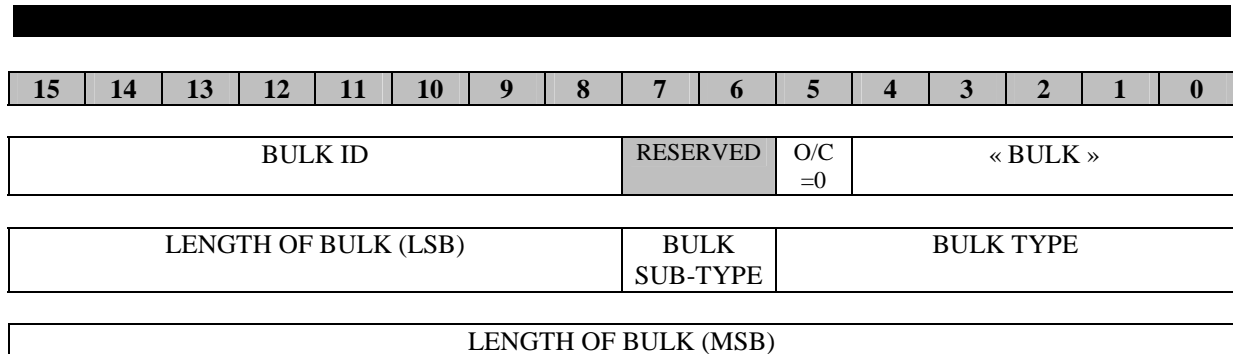 15 14 13 12 11 10 9 8 7 6 5 4 3 2 1 0
BULK ID RESERVED O/C « BULK »
=0
LENGTH OF BULK (LSB) BULK BULK TYPE
SUB-TYPE
LENGTH OF BULK (MSB)